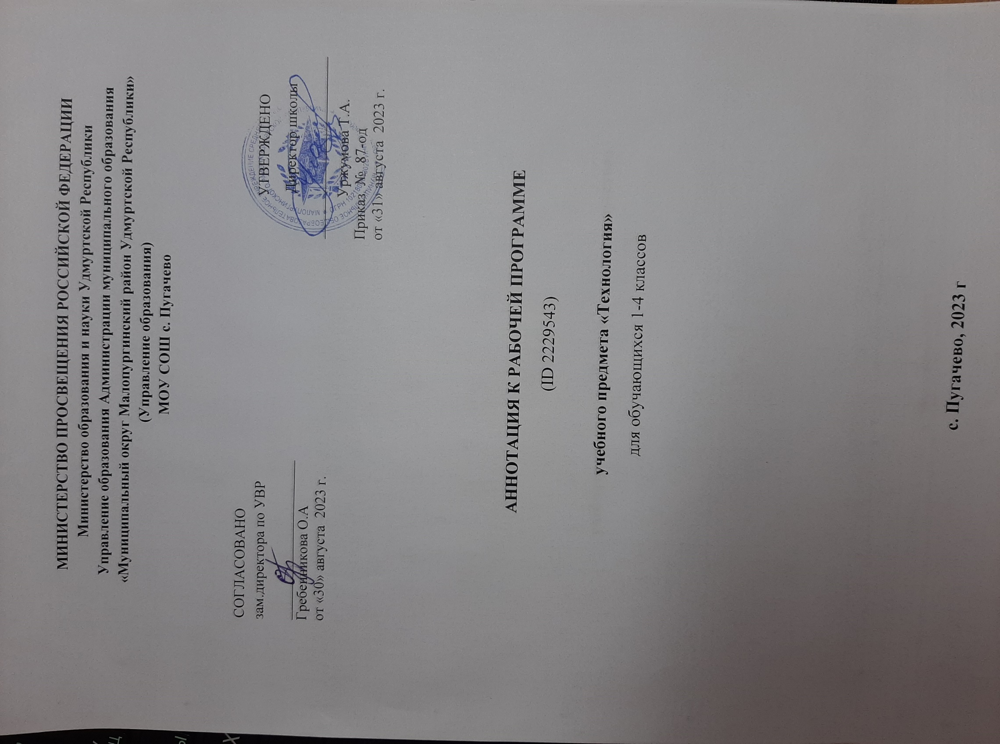 МИНИСТЕРСТВО ПРОСВЕЩЕНИЯ РОССИЙСКОЙ ФЕДЕРАЦИИ
Министерство образования и науки Удмуртской Республики
Управление образования Администрации муниципального образования
«Муниципальный округ Малопургинский район Удмуртской Республики»
(Управление образования)
МОУ СОШ с. Пугачево
СОГЛАСОВАНО
зам.директора по УВР
Гребенникова О.А
от «30» августа 2023 г.
УТВЕРЖДЕНО
Директор школы
Уржумова Т.А.
Приказ № 87-од
от «31» августа 2023 г.
АННОТАЦИЯ К РАБОЧЕЙ ПРОГРАММЕ
(ID 2229543)
учебного предмета «Технология»
для обучающихся 1-4 классов
с. Пугачево, 2023 г